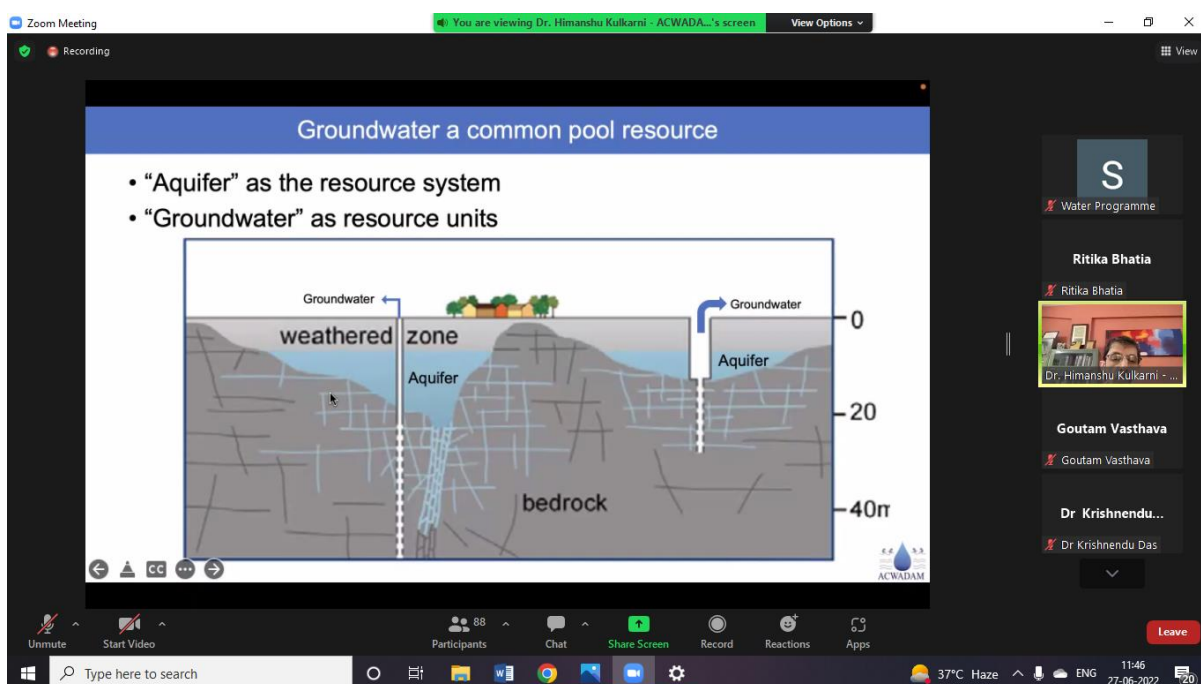 Zoom Meeting
You are viewing Dr. Himanshu Kulkarni - ACWADA...'s screen
View Options
Recording
View
Groundwater a common pool resource
• “Aquifer” as the resource system
• “Groundwater” as resource units
Groundwater
Groundwater
weathered zone
0
Aquifer
Aquifer
20
bedrock
40m
CC
ACWADAM
S
Water Programme
Ritika Bhatia
Ritika Bhatia
Dr. Himanshu Kulkarni - ...
Goutam Vasthava
Goutam Vasthava
Dr Krishnendu...
Dr Krishnendu Das
Unmute
Start Video
88
Participants
Chat
Share Screen
Record
Reactions
Apps
Leave
Type here to search
37°C Haze
ENG
11:46
27-06-2022
20